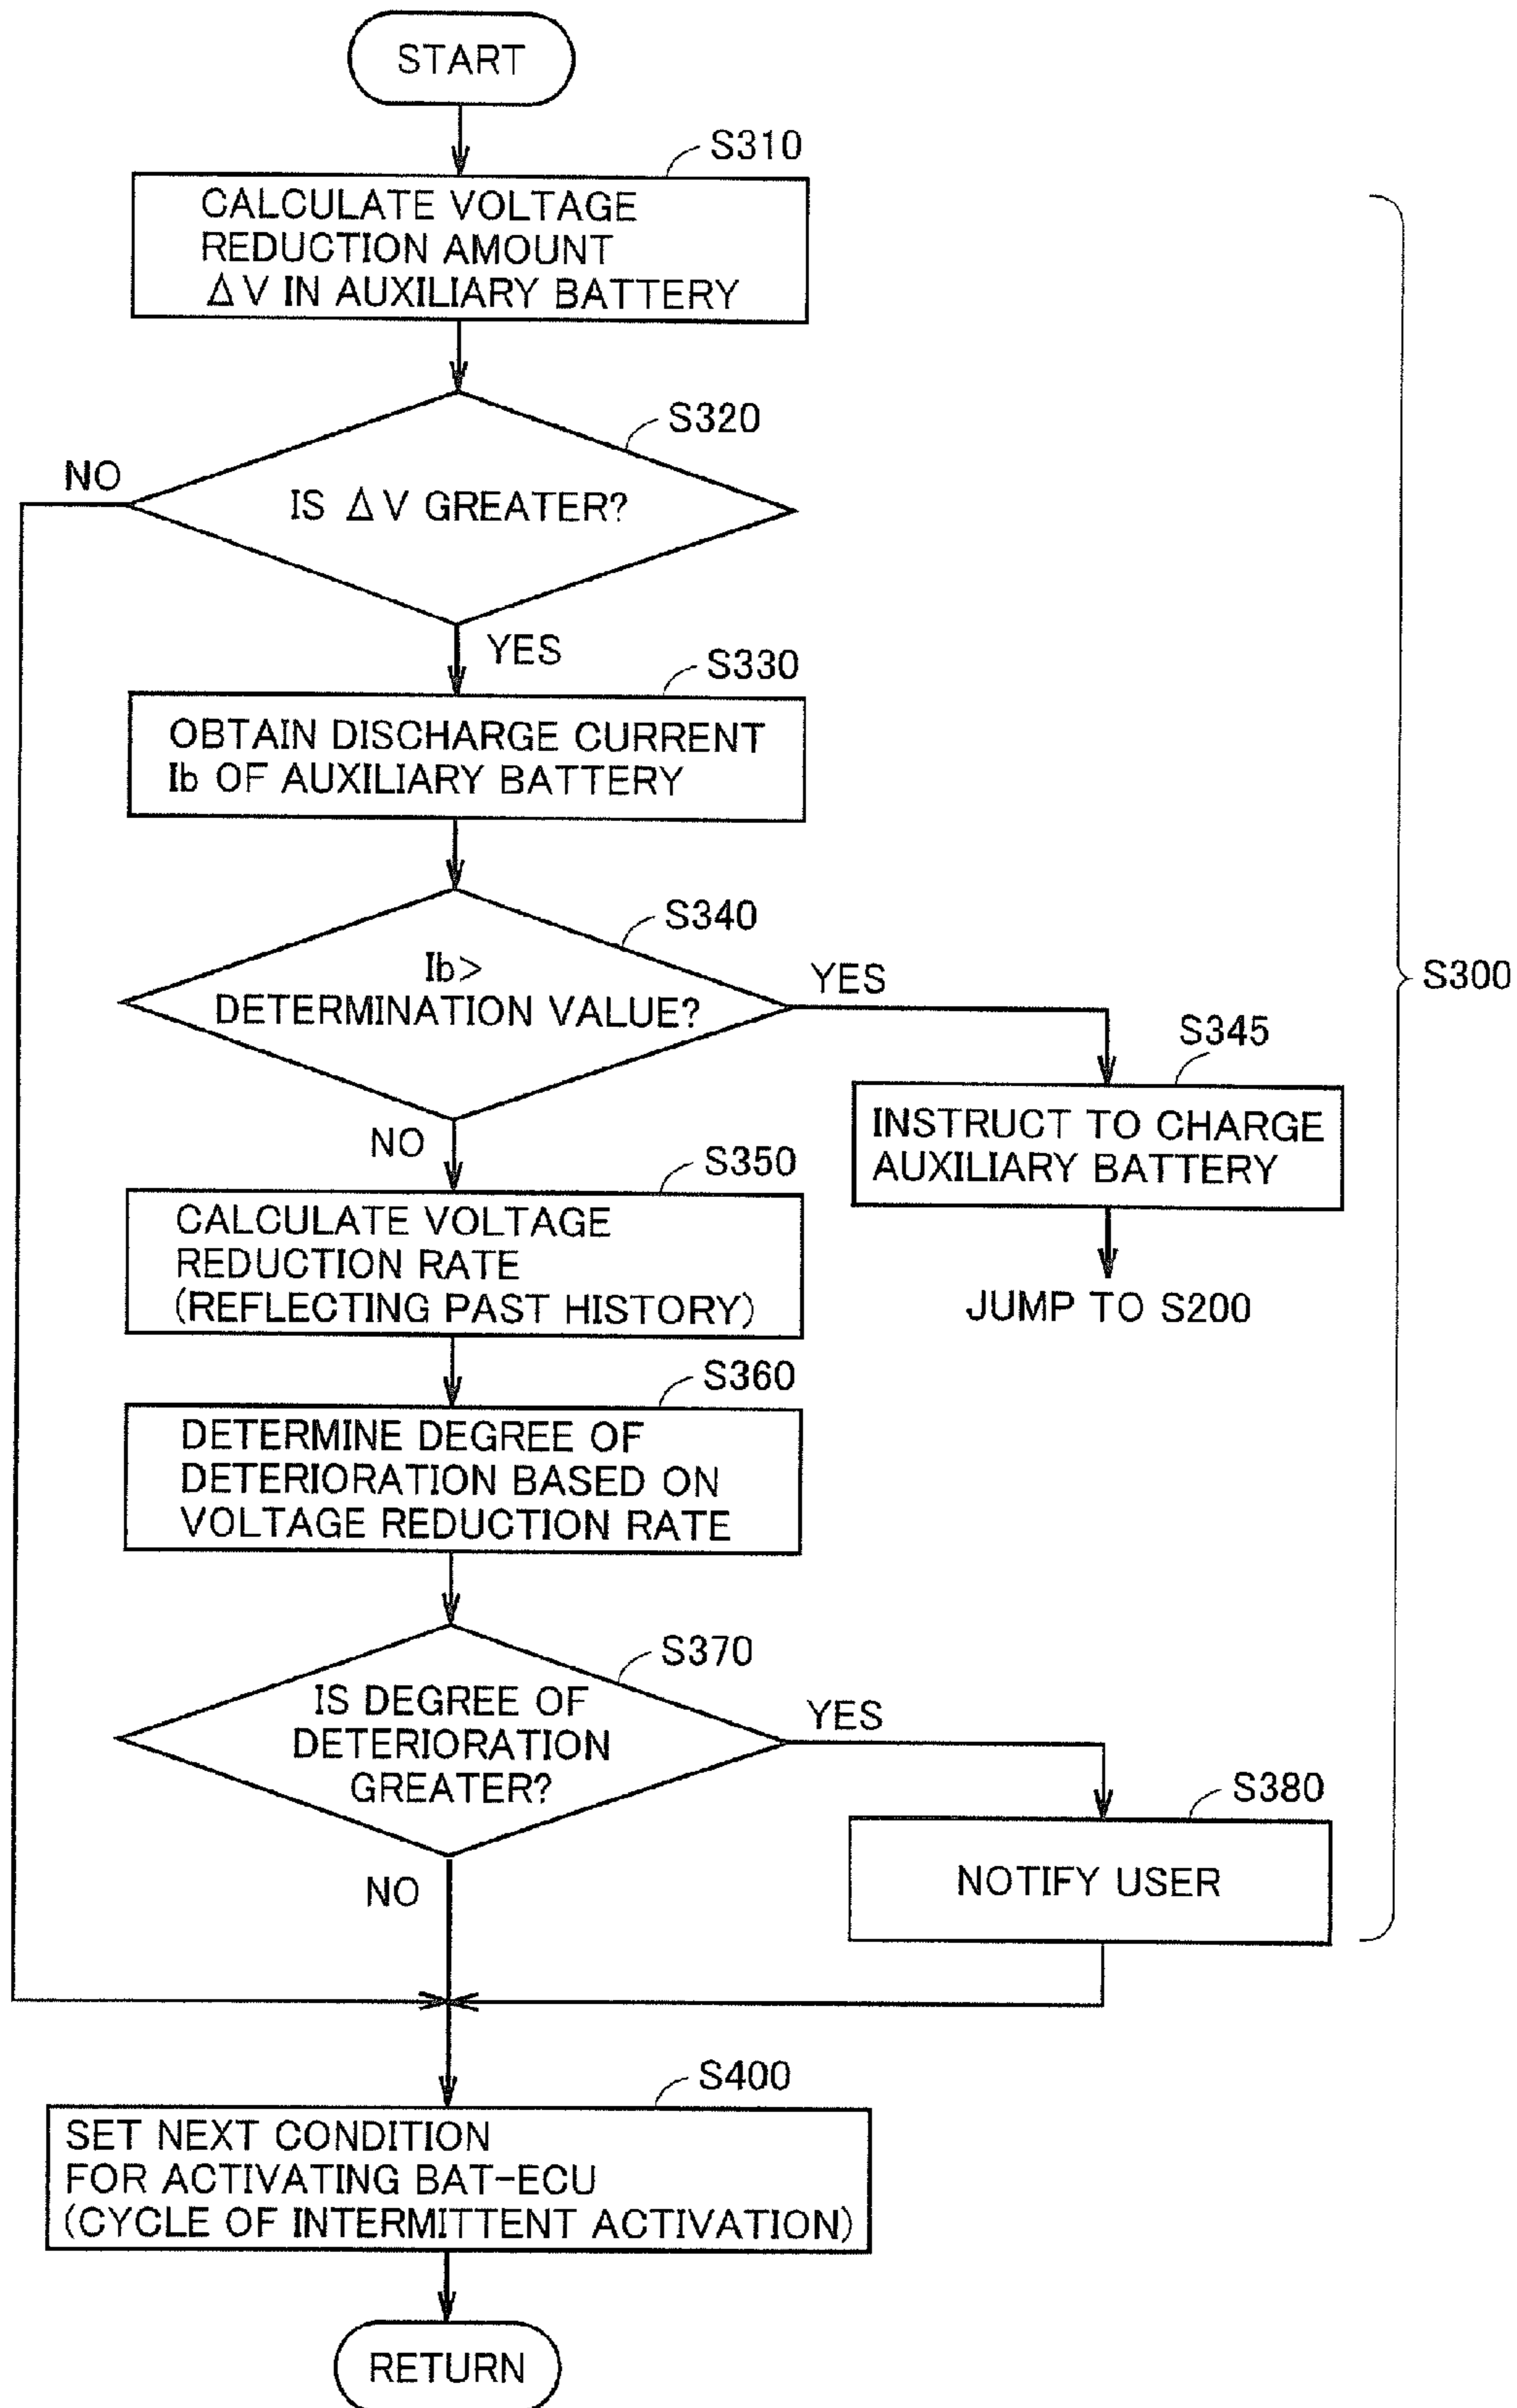 START
S310
CALCULATE VOLTAGE
REDUCTION AMOUNT
ΔV IN AUXILIARY BATTERY
S320
NO
IS ΔV GREATER?
YES
S330
OBTAIN DISCHARGE CURRENT
Ib OF AUXILIARY BATTERY
S340
Ib>
DETERMINATION VALUE?
YES
S300
S345
INSTRUCT TO CHARGE
AUXILIARY BATTERY
JUMP TO S200
NO
S350
CALCULATE VOLTAGE
REDUCTION RATE
(REFLECTING PAST HISTORY)
S360
DETERMINE DEGREE OF
DETERIORATION BASED ON
VOLTAGE REDUCTION RATE
S370
IS DEGREE OF
DETERIORATION
GREATER?
YES
S380
NOTIFY USER
NO
S400
SET NEXT CONDITION
FOR ACTIVATING BAT-ECU
(CYCLE OF INTERMITTENT ACTIVATION)
RETURN